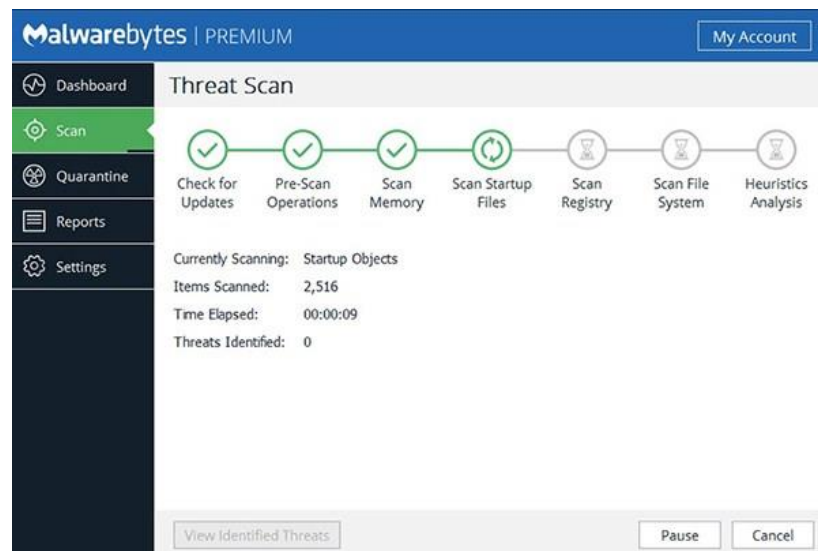 Malwarebytes | PREMIUM
My Account
Dashboard
Scan
Quarantine
Reports
Settings
Threat Scan
Check for
Updates
Pre-Scan
Operations
Scan
Memory
Scan Startup
Files
Scan
Registry
Scan File
System
Heuristics
Analysis
Currently Scanning: Startup Objects
Items Scanned: 2,516
Time Elapsed: 00:00:09
Threats Identified: 0
View Identified Threats
Pause
Cancel